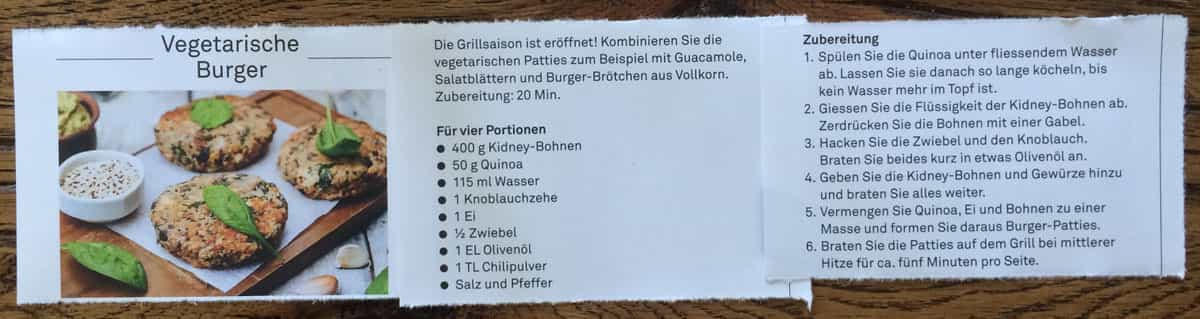 Vegetarische
Burger
Die Grillsaison ist eröffnet! Kombinieren Sie die
vegetarischen Patties zum Beispiel mit Guacamole,
Salatblättern und Burger-Brötchen aus Vollkorn.
Zubereitung: 20 Min.
Für vier Portionen
● 400 g Kidney-Bohnen
● 50 g Quinoa
● 115 ml Wasser
● 1 Knoblauchzehe
● 1 Ei
● ½ Zwiebel
● 1 EL Olivenöl
● 1 TL Chilipulver
● Salz und Pfeffer
Zubereitung
1. Spülen Sie die Quinoa unter fliessendem Wasser
ab. Lassen Sie sie danach so lange köcheln, bis
kein Wasser mehr im Topf ist.
2. Giessen Sie die Flüssigkeit der Kidney-Bohnen ab.
Zerdrücken Sie die Bohnen mit einer Gabel.
3. Hacken Sie die Zwiebel und den Knoblauch.
Braten Sie beides kurz in etwas Olivenöl an.
4. Geben Sie die Kidney-Bohnen und Gewürze hinzu
und braten Sie alles weiter.
5. Vermengen Sie Quinoa, Ei und Bohnen zu einer
Masse und formen Sie daraus Burger-Patties.
6. Braten Sie die Patties auf dem Grill bei mittlerer
Hitze für ca. fünf Minuten pro Seite.